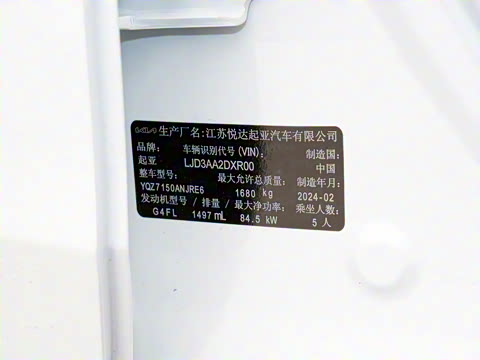 KIA 生产厂名:江苏悦达起亚汽车有限公司
品牌: 车辆识别代号(VIN): 制造国:
起亚 LJD3AA2DXR00 中国
整车型号: 最大允许总质量: 制造年月:
YQZ7150ANJRE6 1680 kg 2024-02
发动机型号/排量/最大净功率: 乘坐人数:
G4FL 1497 mL 84.5 kW 5 人